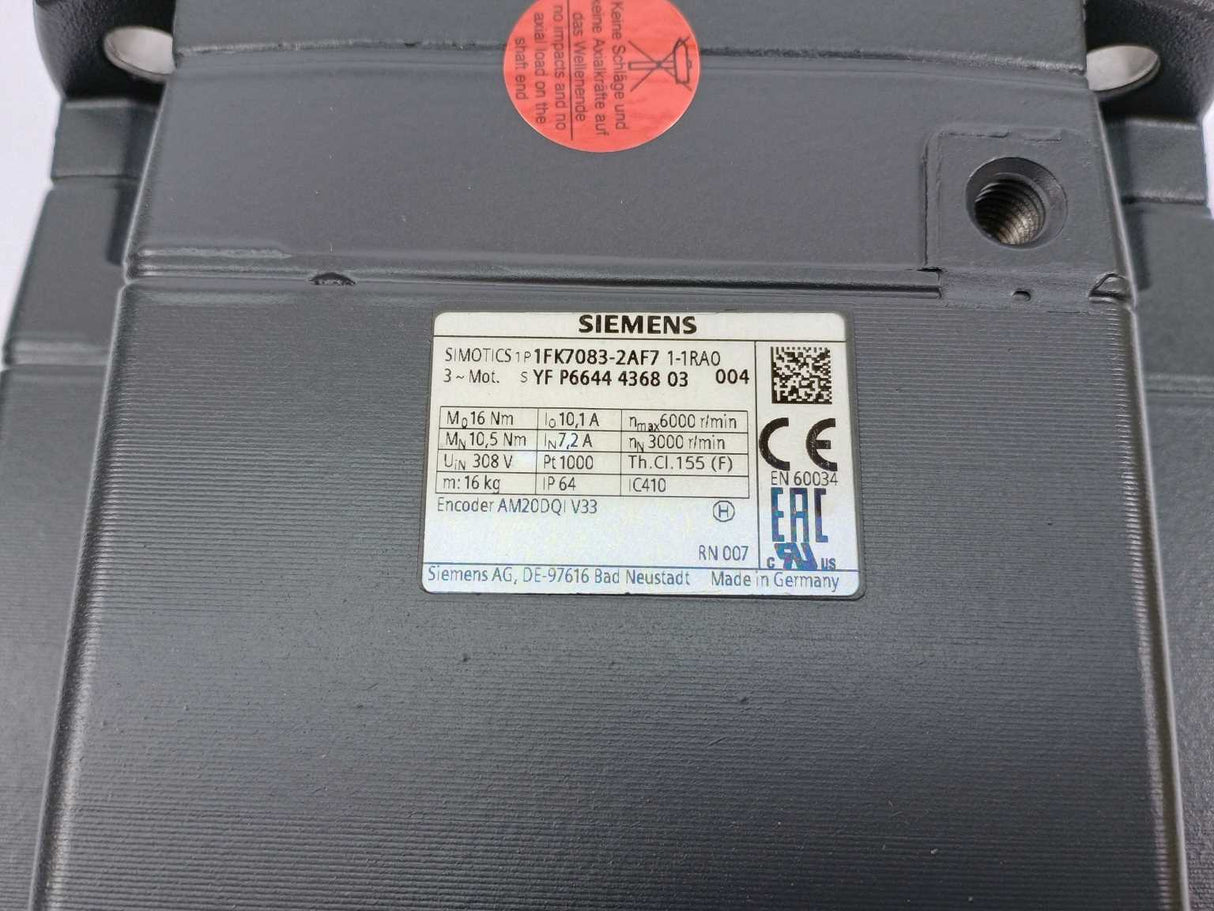 Keine Schläge und
keine Axialkräfte auf
das Wellenende
no impacts and no
axial load on the
shaft end
SIEMENS
SIMOTICS 1P 1FK7083-2AF7 1-1RA0
3 ~ Mot. S YF P6644 4368 03 004
M0 16 Nm I0 10,1 A nmax 6000 r/min
MN 10,5 Nm IN 7,2 A nN 3000 r/min
UIN 308 V Pt1000 Th.Cl.155 (F)
m: 16 kg IP 64 IC410
Encoder AM20DQI V33
H
RN 007
CE
EN 60034
EAC
c RU US
Siemens AG, DE-97616 Bad Neustadt Made in Germany